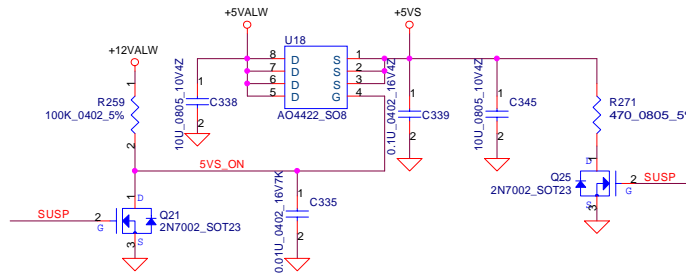 +5VALW
+5VS
+12VALW
U18
8 D S 1
7 D S 2
6 D S 3
5 D G 4
AO4422_SO8
1
R259
100K_0402_5%
2
1
C338
2
10U_0805_10V4Z
1
C339
2
0.1U_0402_16V4Z
1
C345
2
10U_0805_10V4Z
R271
470_0805_5%
5VS_ON
1
C335
2
0.01U_0402_16V7K
SUSP
2
G
1
D
Q21
2N7002_SOT23
3
S
1
D
Q25
2N7002_SOT23
2
G
SUSP
3
S